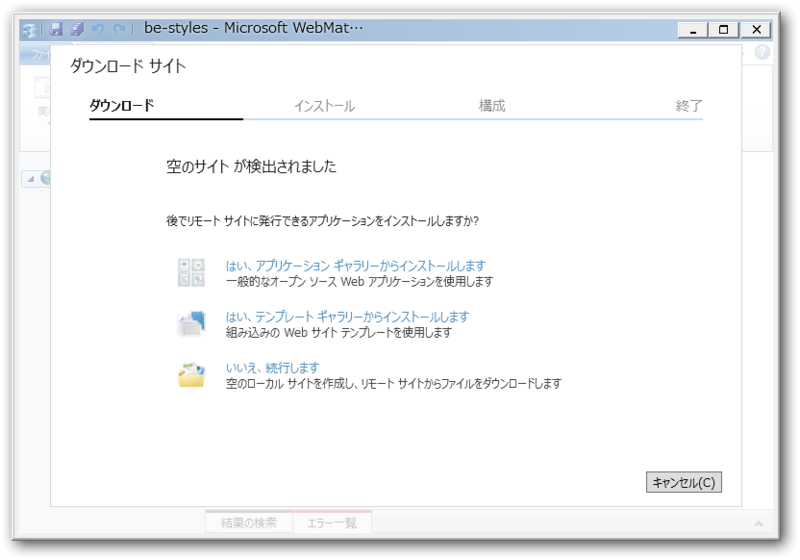 be-styles - Microsoft WebMat…
ファイ
実
ダウンロード サイト
ダウンロード
インストール
構成
終了
空のサイト が検出されました
後でリモート サイトに発行できるアプリケーションをインストールしますか?
はい、アプリケーション ギャラリーからインストールします
一般的なオープン ソース Web アプリケーションを使用します
はい、テンプレート ギャラリーからインストールします
組み込みの Web サイト テンプレートを使用します
いいえ、続行します
空のローカル サイトを作成し、リモート サイトからファイルをダウンロードします
キャンセル(C)
結果の検索
エラー一覧